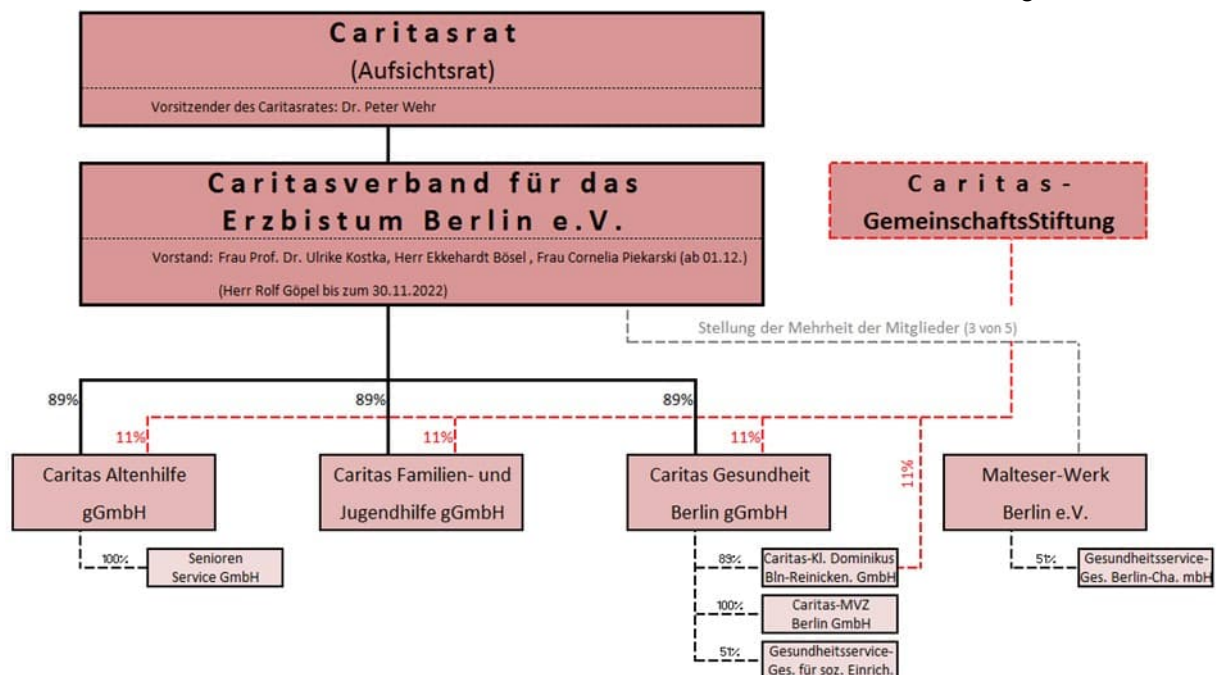 Caritasrat
(Aufsichtsrat)
Vorsitzender des Caritasrates: Dr. Peter Wehr
Caritasverband für das
Erzbistum Berlin e.V.
Vorstand: Frau Prof. Dr. Ulrike Kostka, Herr Ekkehardt Bösel , Frau Cornelia Piekarski (ab 01.12.)
(Herr Rolf Göpel bis zum 30.11.2022)
Caritas-
GemeinschaftsStiftung
Stellung der Mehrheit der Mitglieder (3 von 5)
89%
89%
89%
11%
11%
11%
11%
Caritas Altenhilfe
gGmbH
Caritas Familien- und
Jugendhilfe gGmbH
Caritas Gesundheit
Berlin gGmbH
Malteser-Werk
Berlin e.V.
100%
Senioren
Service GmbH
89%
Caritas-Kl. Dominikus
Bln-Reinicken. GmbH
51%
Gesundheitsservice-
Ges. Berlin-Cha. mbH
100%
Caritas-MVZ
Berlin GmbH
51%
Gesundheitsservice-
Ges. für soz. Einrich.